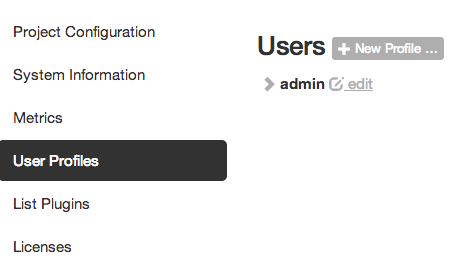 Project Configuration
System Information
Metrics
User Profiles
List Plugins
Licenses
Users New Profile ...
admin edit